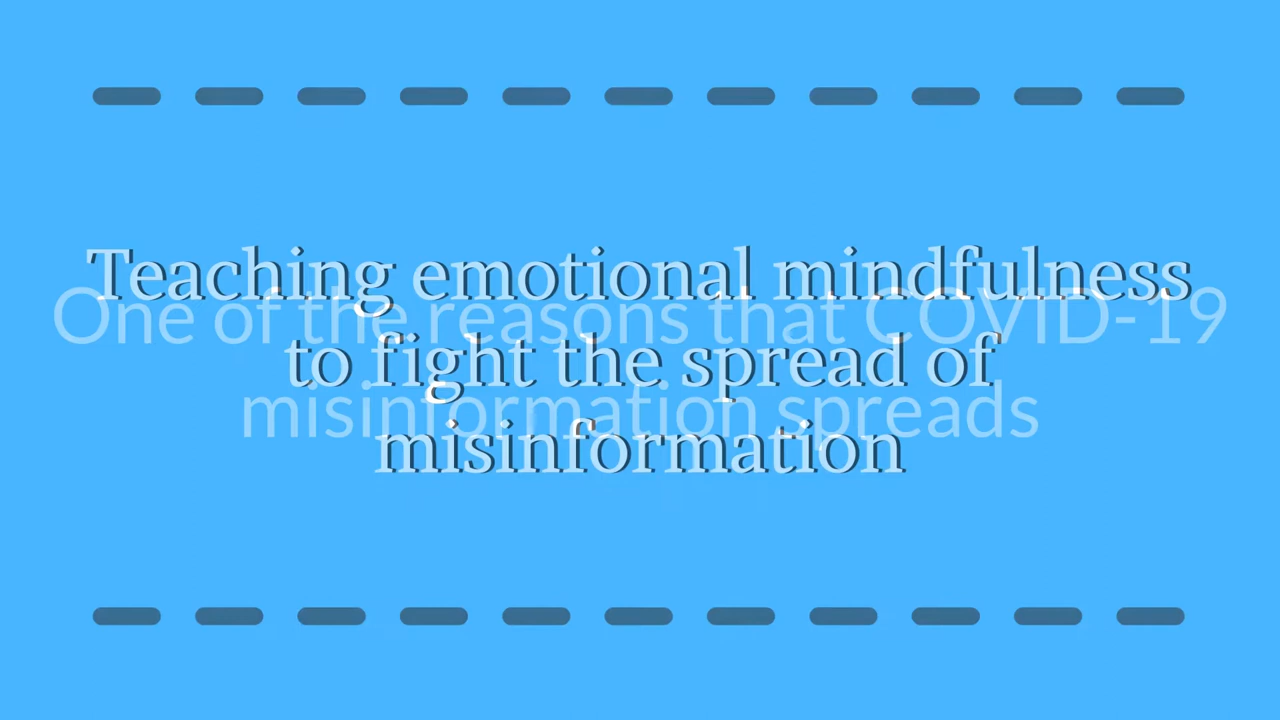 Teaching emotional mindfulness
to fight the spread of
misinformation
One of the reasons that COVID-19
misinformation spreads